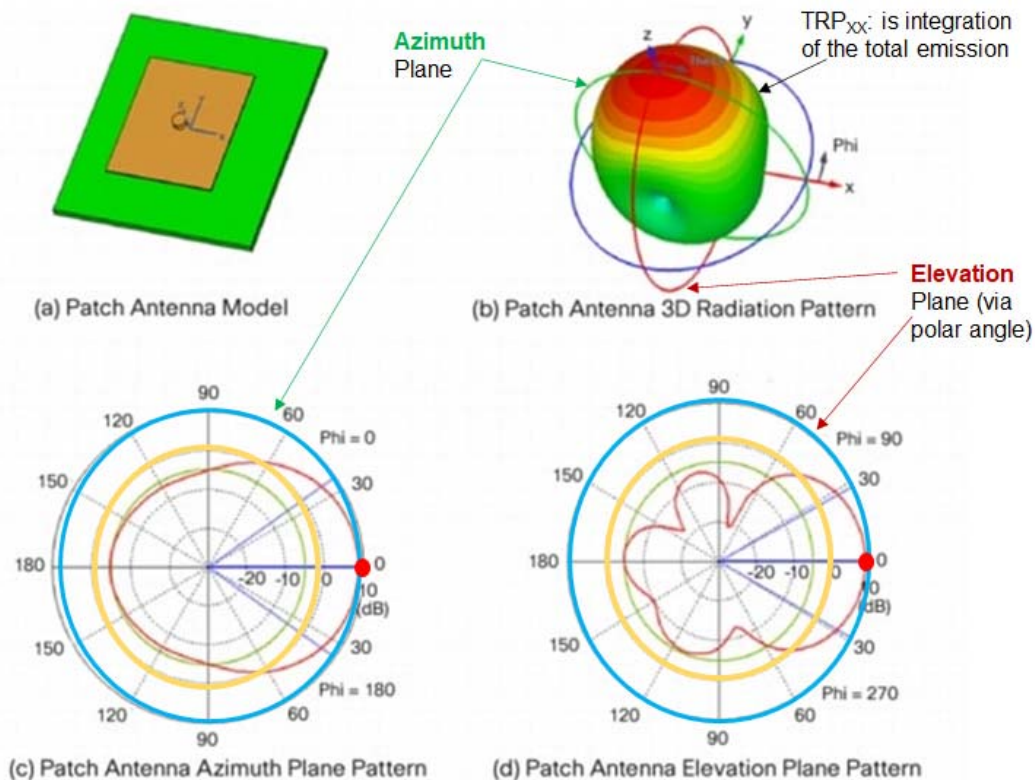 Azimuth
Plane
TRPXX: is integration
of the total emission
z
y
Theta
Phi
x
z
Y
x
Elevation
Plane (via
polar angle)
(a) Patch Antenna Model
(b) Patch Antenna 3D Radiation Pattern
90
120
60
Phi = 0
150
30
180
-20
-10
0
0
10
(dB)
150
30
Phi = 180
120
60
90
90
120
60
Phi = 90
150
30
180
-20
-10
0
0
10
(dB)
150
30
Phi = 270
120
60
90
(c) Patch Antenna Azimuth Plane Pattern
(d) Patch Antenna Elevation Plane Pattern